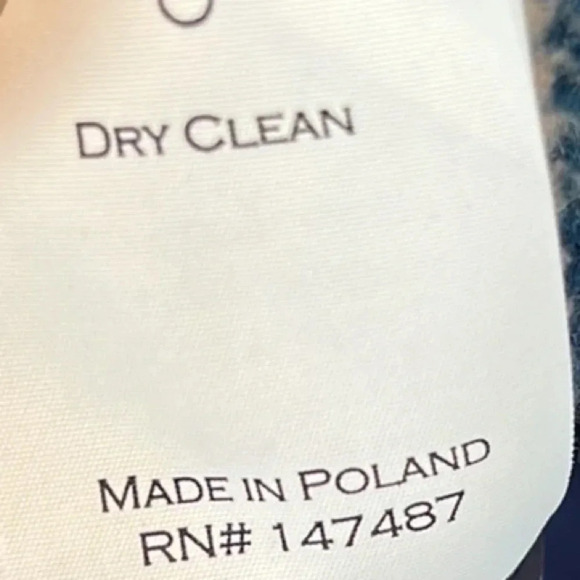 DRY CLEAN
MADE IN POLAND
RN# 147487